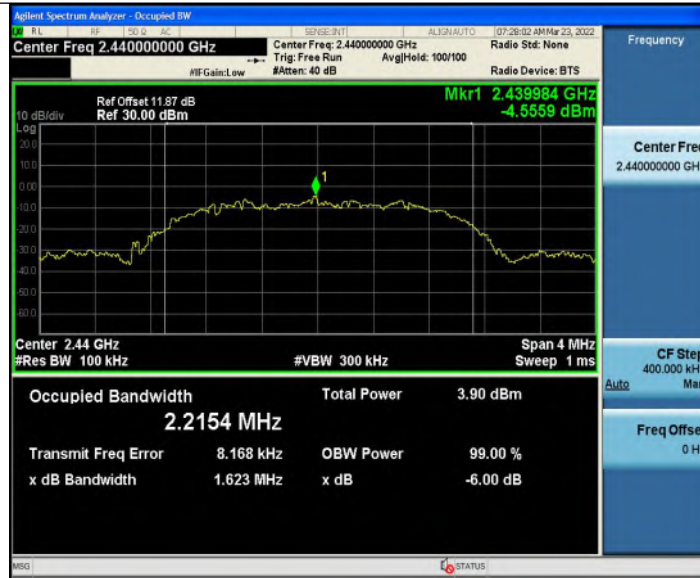 Agilent Spectrum Analyzer - Occupied BW
RL RF 50 Ω AC SENSE:INT ALIGN AUTO 07:28:02 AM Mar 23, 2022
Center Freq 2.440000000 GHz
Center Freq: 2.440000000 GHz
Radio Std: None
Trig: Free Run Avg|Hold: 100/100
#IFGain:Low #Atten: 40 dB Radio Device: BTS
Frequency
Ref Offset 11.87 dB
Mkr1 2.439984 GHz
10 dB/div Ref 30.00 dBm -4.5559 dBm
Log
20.0
10.0
0.00
-10.0
-20.0
-30.0
-40.0
-50.0
-60.0
1
Center 2.44 GHz Span 4 MHz
#Res BW 100 kHz #VBW 300 kHz Sweep 1 ms
Occupied Bandwidth Total Power 3.90 dBm
2.2154 MHz
Transmit Freq Error 8.168 kHz OBW Power 99.00 %
x dB Bandwidth 1.623 MHz x dB -6.00 dB
Center Fre
2.440000000 GH
CF Step
400.000 kH
Auto Ma
Freq Offse
0 H
MSG STATUS